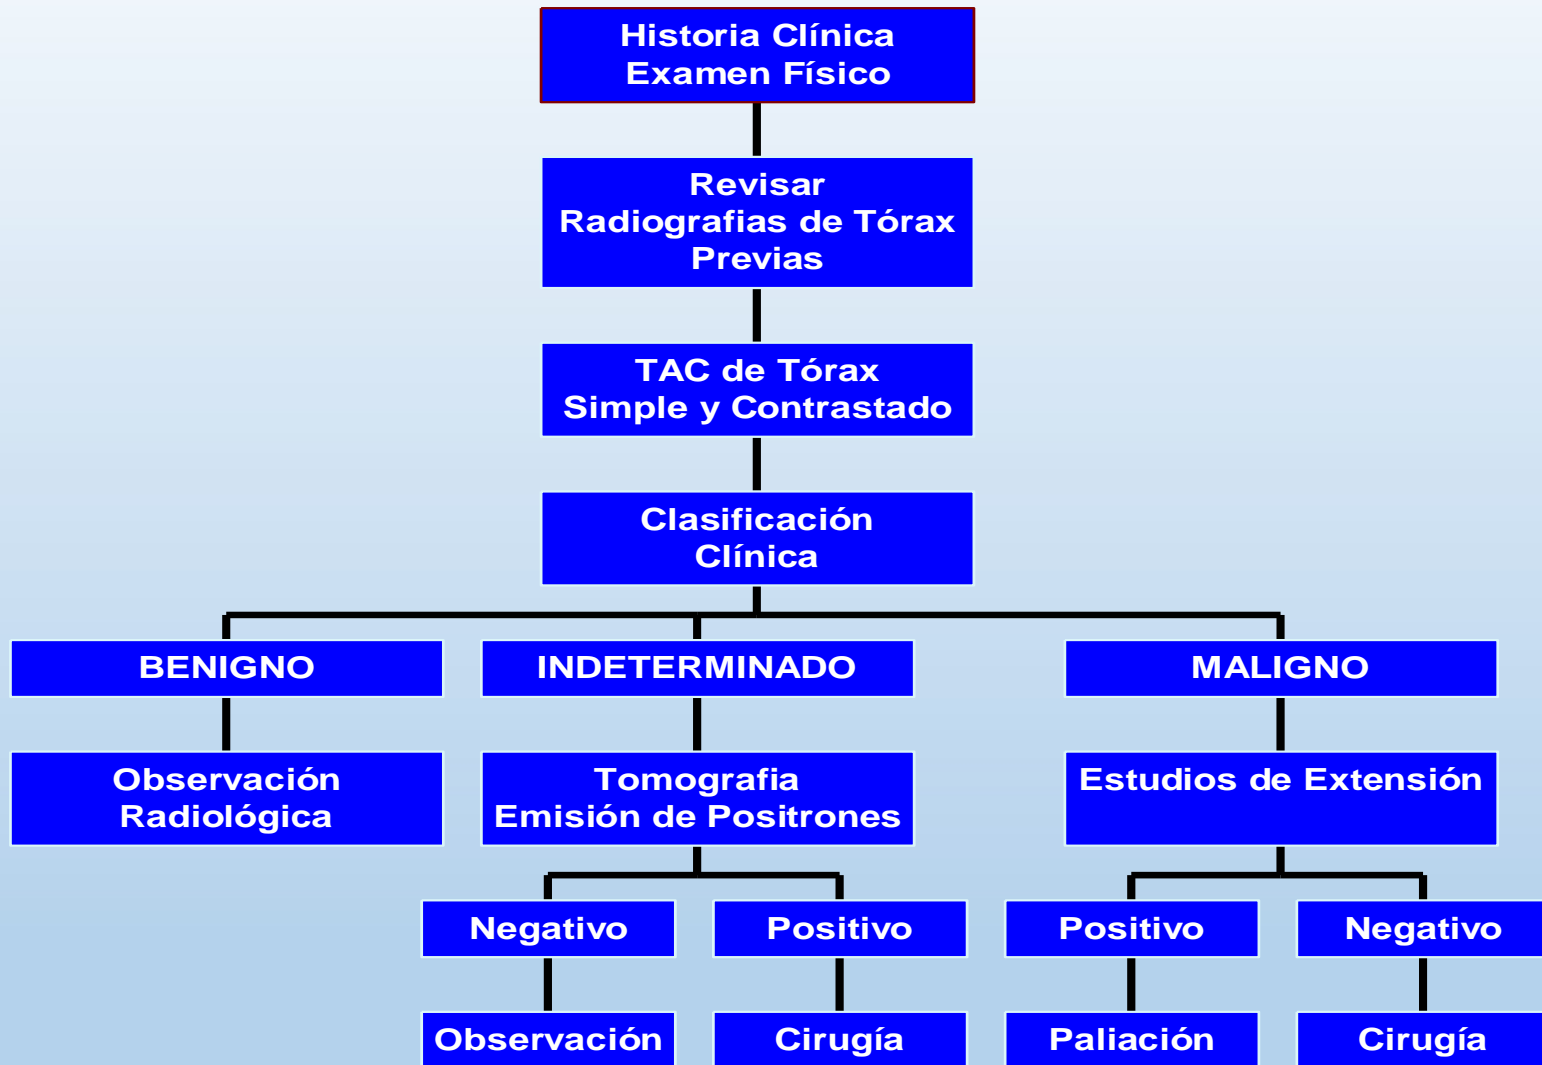 Historia Clínica
Examen Físico
Revisar
Radiografias de Tórax
Previas
TAC de Tórax
Simple y Contrastado
Clasificación
Clínica
BENIGNO
INDETERMINADO
MALIGNO
Observación
Radiológica
Tomografia
Emisión de Positrones
Estudios de Extensión
Negativo
Positivo
Positivo
Negativo
Observación
Cirugía
Paliación
Cirugía